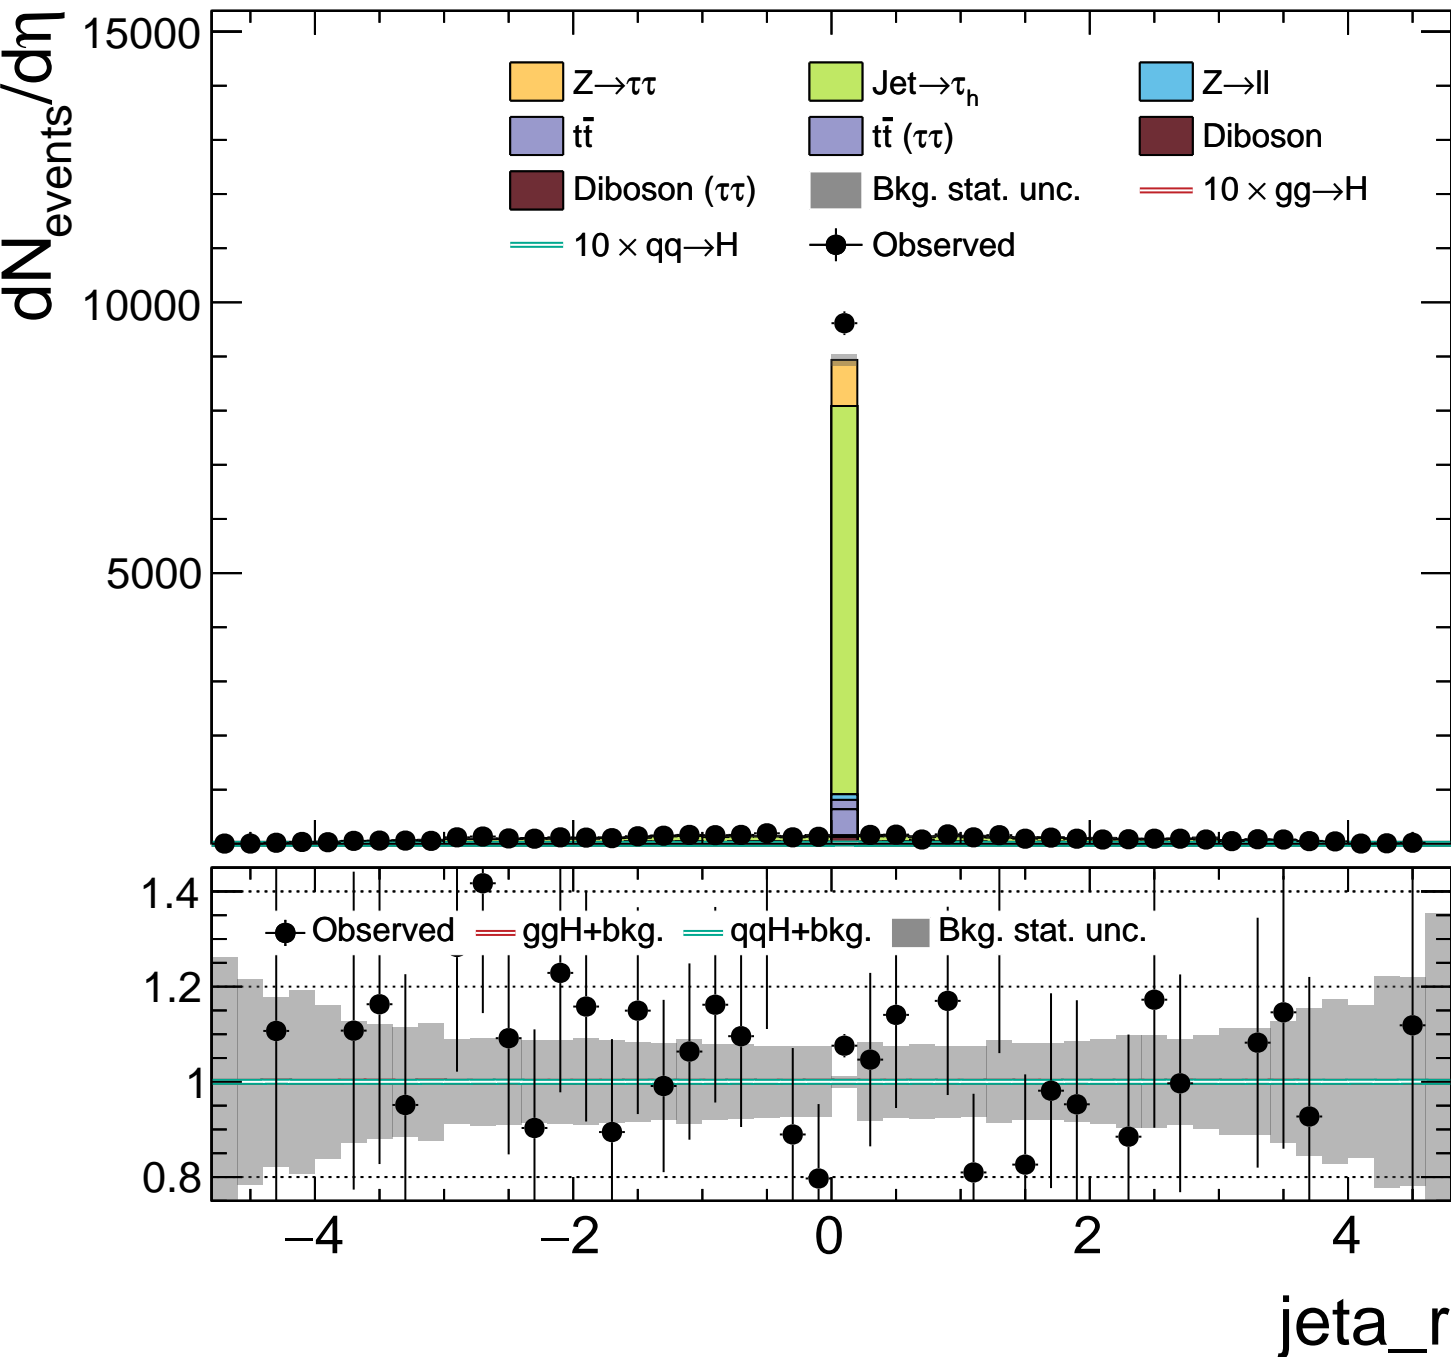 dN_events/dη
15000
10000
5000
Z→ττ Jet→τ_h Z→ll
tt̄ tt̄ (ττ) Diboson
Diboson (ττ) Bkg. stat. unc. 10 × gg→H
10 × qq→H Observed
1.4
1.2
1
0.8
Observed ggH+bkg. qqH+bkg. Bkg. stat. unc.
−4 −2 0 2 4
jeta_r